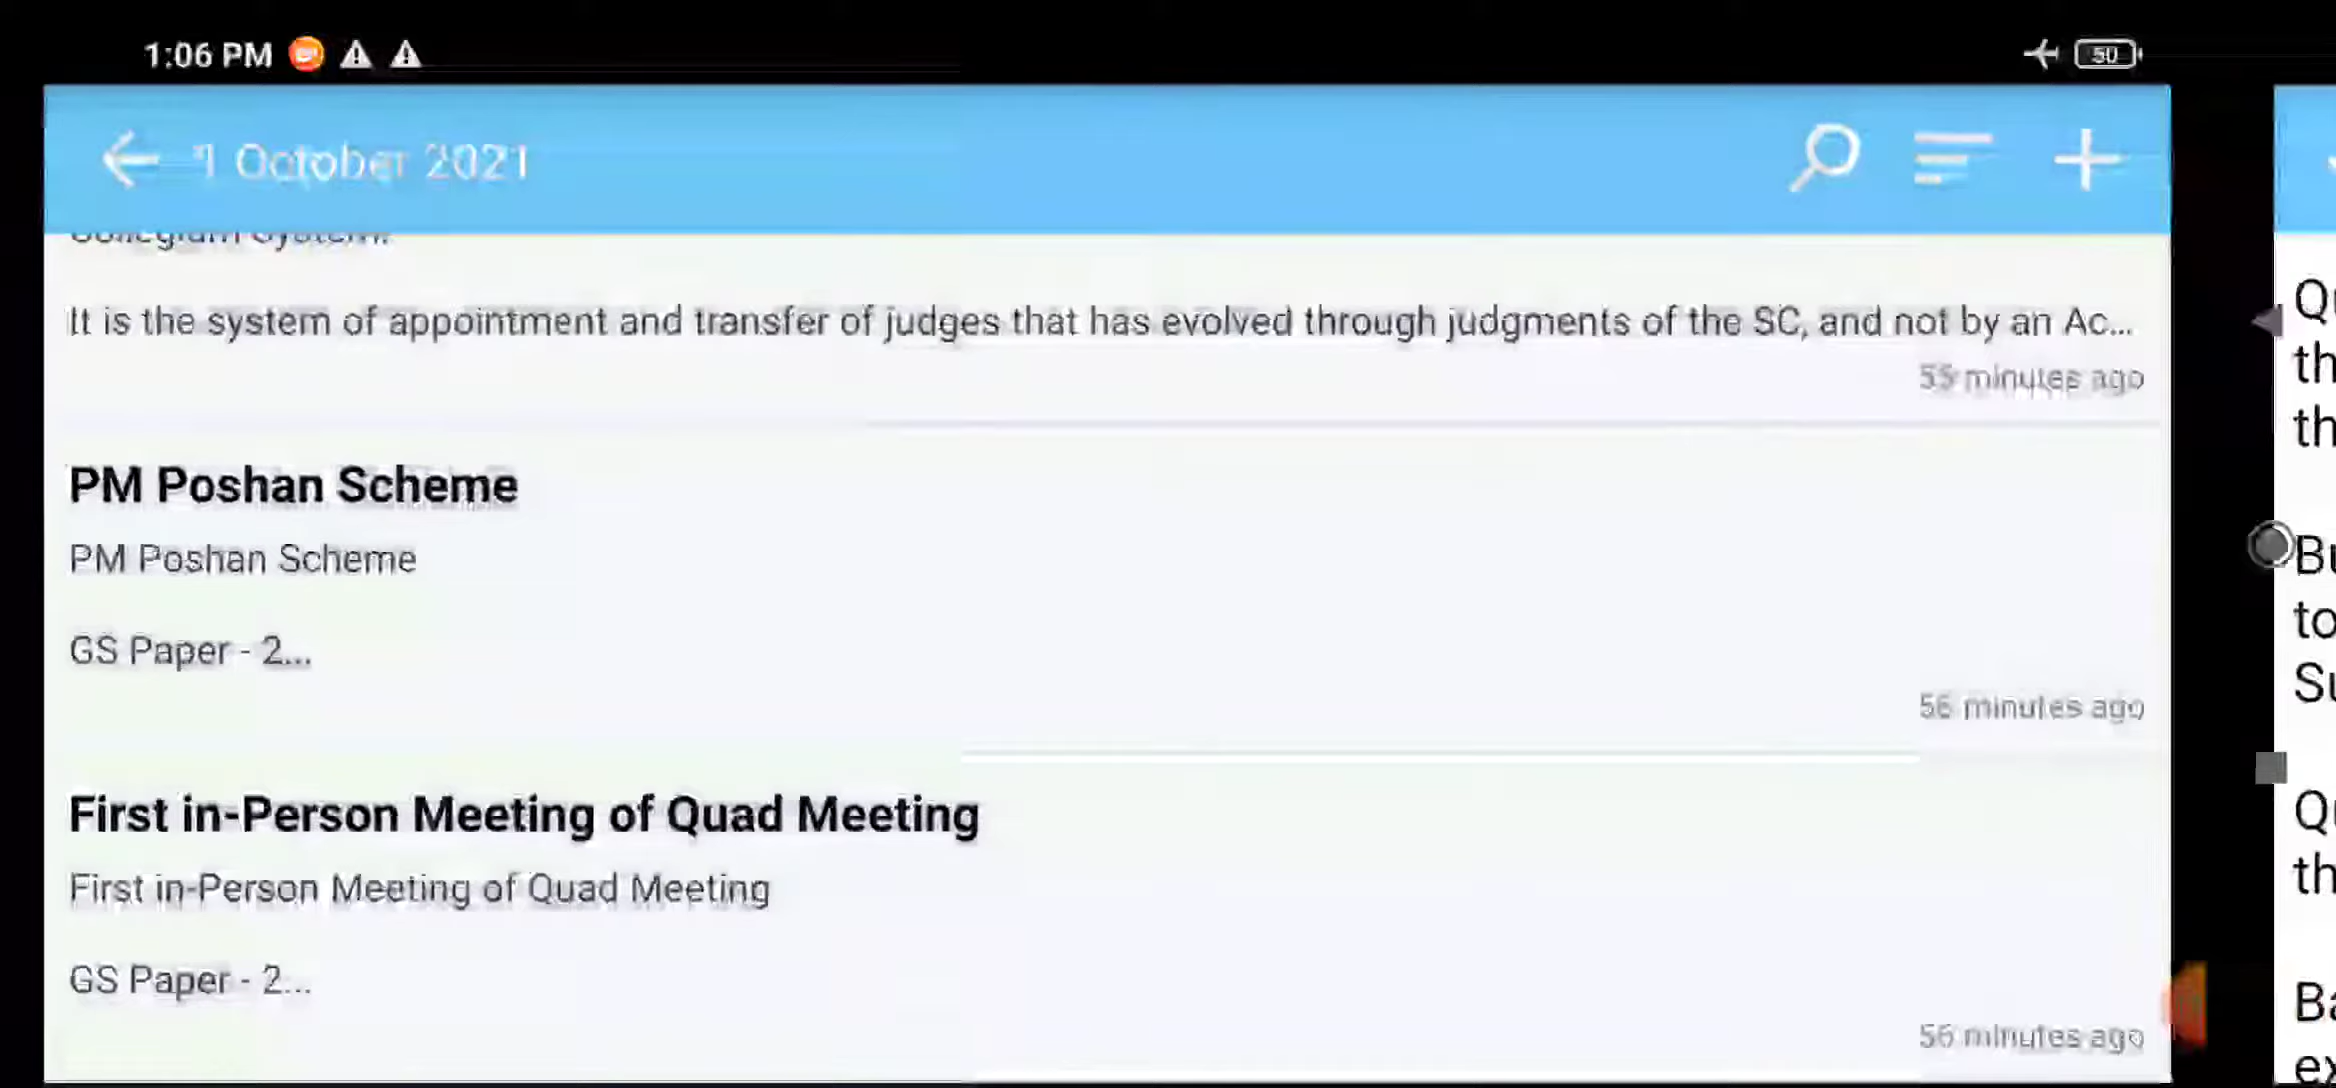 1:06 PM
50
1 October 2021
Collegium System:
It is the system of appointment and transfer of judges that has evolved through judgments of the SC, and not by an Ac...
55 minutes ago
PM Poshan Scheme
PM Poshan Scheme
GS Paper - 2...
56 minutes ago
First in-Person Meeting of Quad Meeting
First in-Person Meeting of Quad Meeting
GS Paper - 2...
56 minutes ago